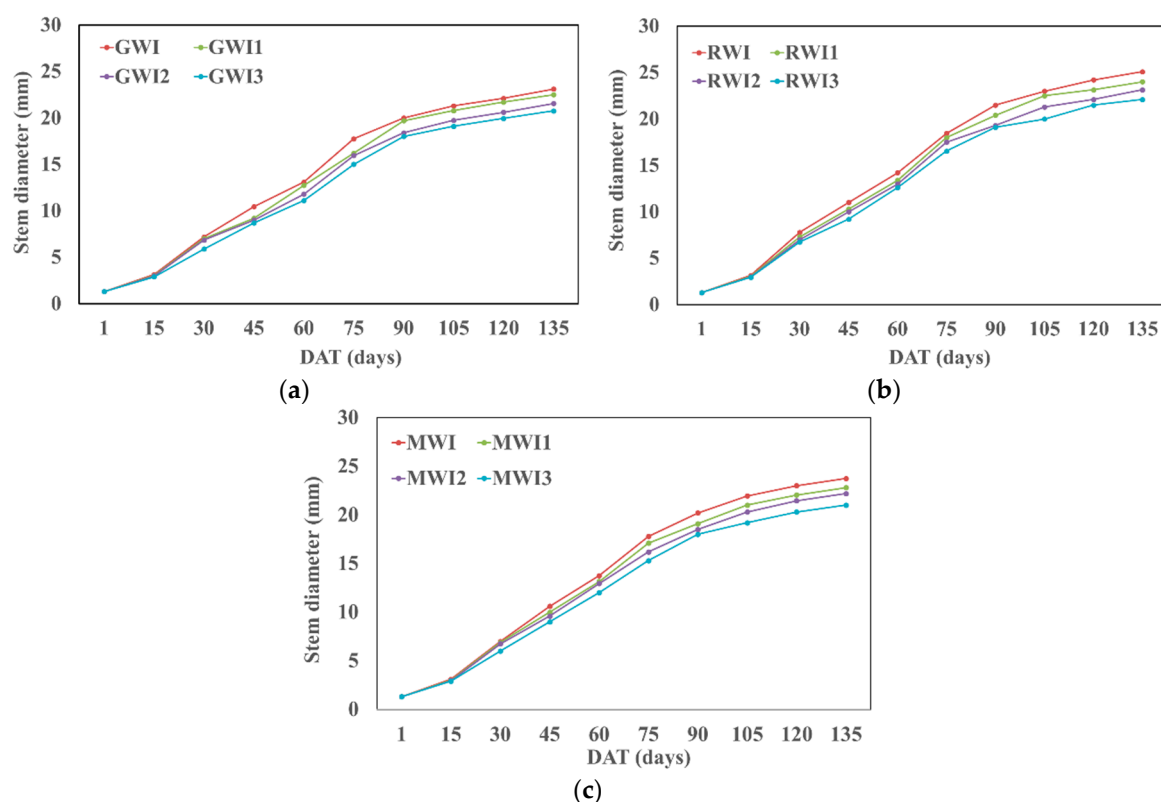 30
25
20
15
10
5
0
Stem diameter (mm)
GWI GWI1
GWI2 GWI3
1 15 30 45 60 75 90 105 120 135
DAT (days)
(a)
30
25
20
15
10
5
0
Stem diameter (mm)
RWI RWI1
RWI2 RWI3
1 15 30 45 60 75 90 105 120 135
DAT (days)
(b)
30
25
20
15
10
5
0
Stem diameter (mm)
MWI MWI1
MWI2 MWI3
1 15 30 45 60 75 90 105 120 135
DAT (days)
(c)